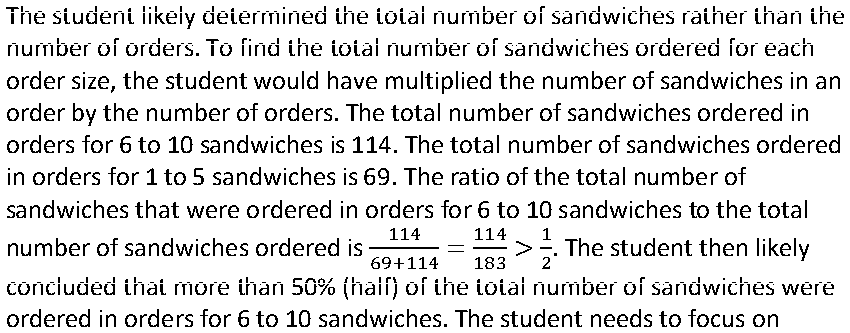 The student likely determined the total number of sandwiches rather than the
number of orders. To find the total number of sandwiches ordered for each
order size, the student would have multiplied the number of sandwiches in an
order by the number of orders. The total number of sandwiches ordered in
orders for 6 to 10 sandwiches is 114. The total number of sandwiches ordered
in orders for 1 to 5 sandwiches is 69. The ratio of the total number of
sandwiches that were ordered in orders for 6 to 10 sandwiches to the total
number of sandwiches ordered is 114/(69+114) = 114/183 > 1/2. The student then likely
concluded that more than 50% (half) of the total number of sandwiches were
ordered in orders for 6 to 10 sandwiches. The student needs to focus on